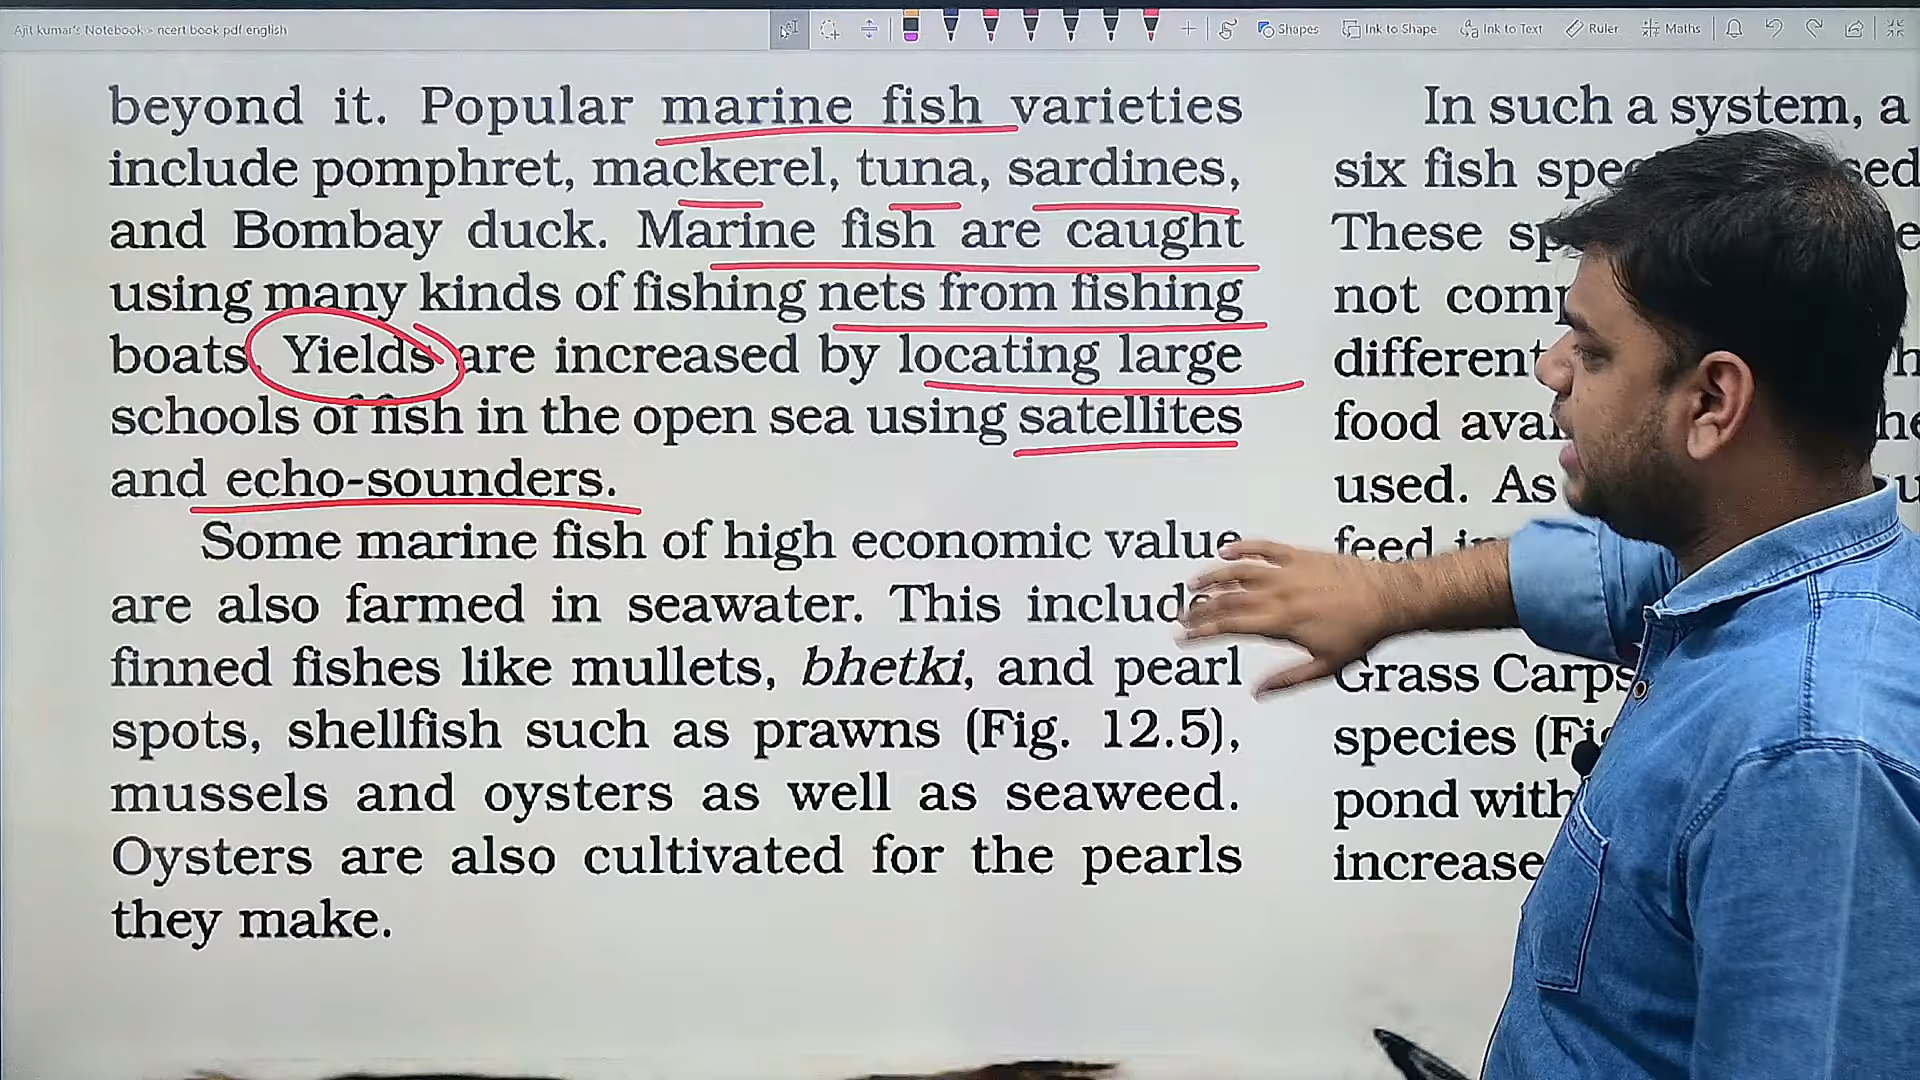 Ajit kumar's Notebook > ncert book pdf english
Shapes
Ink to Shape
Ink to Text
Ruler
Maths
beyond it. Popular marine fish varieties
include pomphret, mackerel, tuna, sardines,
and Bombay duck. Marine fish are caught
using many kinds of fishing nets from fishing
boats. Yields are increased by locating large
schools of fish in the open sea using satellites
and echo-sounders.
Some marine fish of high economic value
are also farmed in seawater. This include
finned fishes like mullets, bhetki, and pearl
spots, shellfish such as prawns (Fig. 12.5),
mussels and oysters as well as seaweed.
Oysters are also cultivated for the pearls
they make.
In such a system, a
six fish
These
not
different
food
used. As
feed
Grass Carps
species
pond with
increase